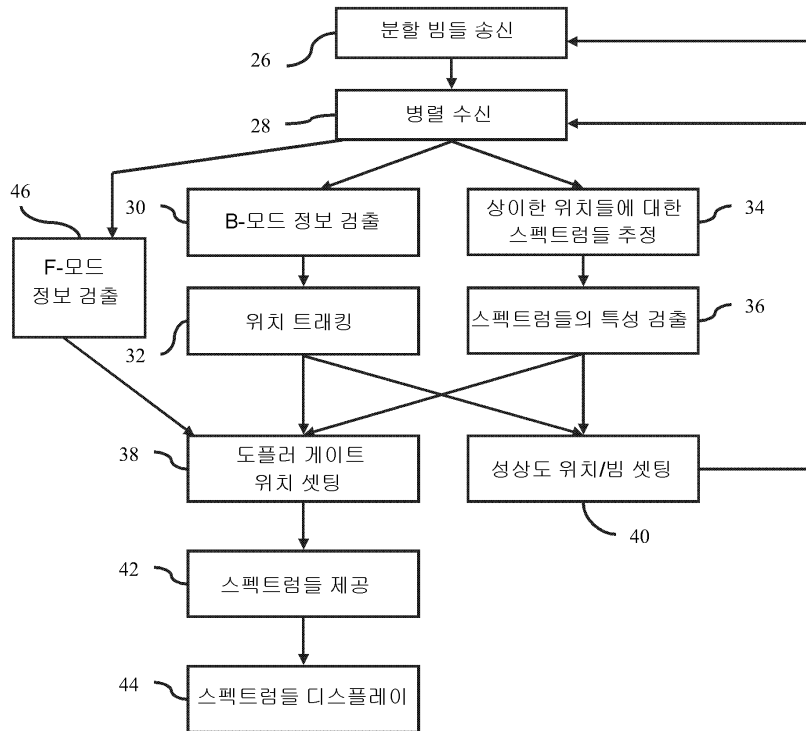 분할 빔들 송신
26
병렬 수신
28
46
30
B-모드 정보 검출
상이한 위치들에 대한
스펙트럼들 추정
34
F-모드
정보 검출
위치 트래킹
32
스펙트럼들의 특성 검출
36
38
도플러 게이트
위치 셋팅
성상도 위치/빔 셋팅
40
42
스펙트럼들 제공
44
스펙트럼들 디스플레이